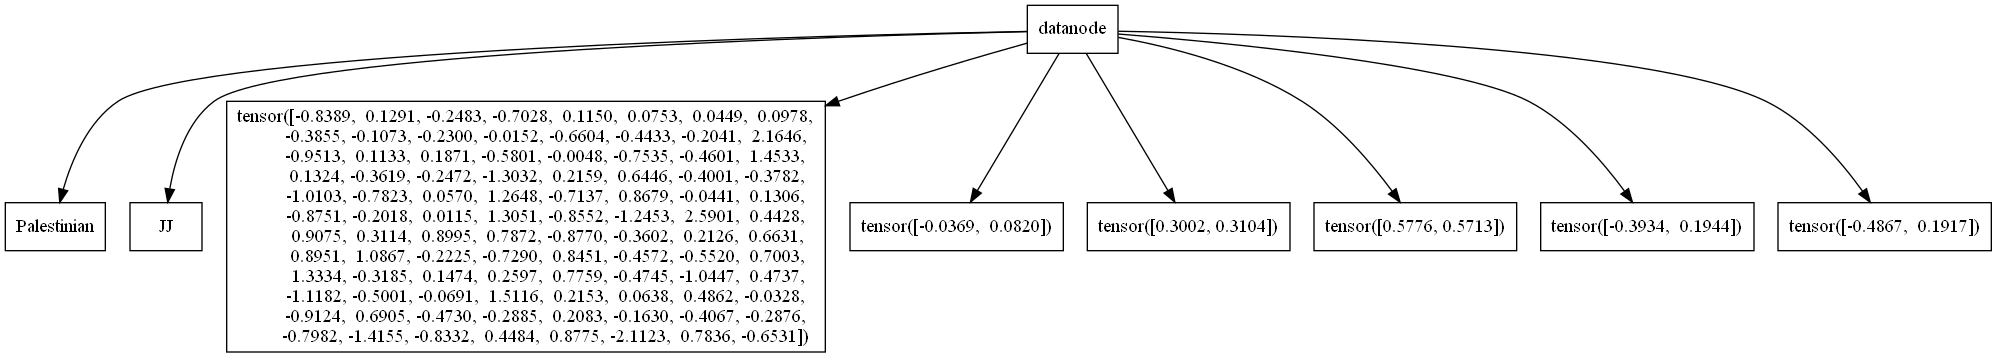 datanode
Palestinian
JJ
tensor([-0.8389, 0.1291, -0.2483, -0.7028, 0.1150, 0.0753, 0.0449, 0.0978,
-0.3855, -0.1073, -0.2300, -0.0152, -0.6604, -0.4433, -0.2041, 2.1646,
-0.9513, 0.1133, 0.1871, -0.5801, -0.0048, -0.7535, -0.4601, 1.4533,
0.1324, -0.3619, -0.2472, -1.3032, 0.2159, 0.6446, -0.4001, -0.3782,
-1.0103, -0.7823, 0.0570, 1.2648, -0.7137, 0.8679, -0.0441, 0.1306,
-0.8751, -0.2018, 0.0115, 1.3051, -0.8552, -1.2453, 2.5901, 0.4428,
0.9075, 0.3114, 0.8995, 0.7872, -0.8770, -0.3602, 0.2126, 0.6631,
0.8951, 1.0867, -0.2225, -0.7290, 0.8451, -0.4572, -0.5520, 0.7003,
1.3334, -0.3185, 0.1474, 0.2597, 0.7759, -0.4745, -1.0447, 0.4737,
-1.1182, -0.5001, -0.0691, 1.5116, 0.2153, 0.0638, 0.4862, -0.0328,
-0.9124, 0.6905, -0.4730, -0.2885, 0.2083, -0.1630, -0.4067, -0.2876,
-0.7982, -1.4155, -0.8332, 0.4484, 0.8775, -2.1123, 0.7836, -0.6531])
tensor([-0.0369, 0.0820])
tensor([0.3002, 0.3104])
tensor([0.5776, 0.5713])
tensor([-0.3934, 0.1944])
tensor([-0.4867, 0.1917])